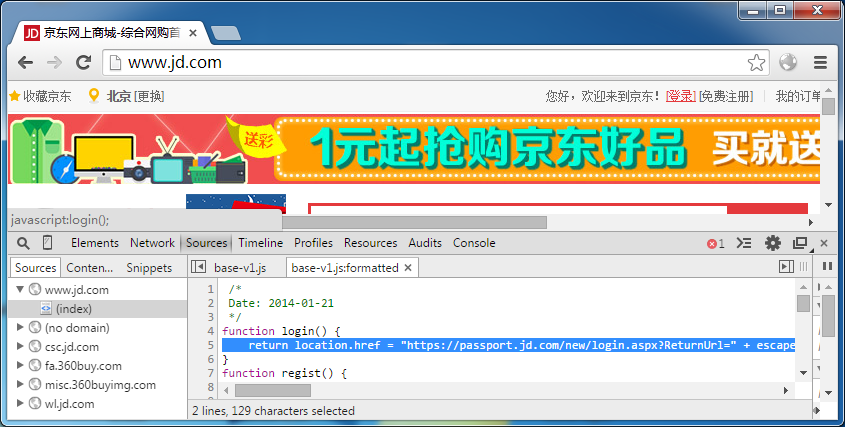 JD 京东网上商城-综合网购首
www.jd.com
收藏京东 北京 [更换] 您好，欢迎来到京东！[登录] [免费注册] 我的订单
送彩 1元起抢购京东好品 买就送
javascript:login();
Elements Network Sources Timeline Profiles Resources Audits Console 1
Sources Conten... Snippets base-v1.js base-v1.js:formatted
www.jd.com
(index)
(no domain)
csc.jd.com
fa.360buy.com
misc.360buyimg.com
wl.jd.com
1 /*
2 Date: 2014-01-21
3 */
4 function login() {
5 return location.href = "https://passport.jd.com/new/login.aspx?ReturnUrl=" + escape
6 }
7 function regist() {
8
2 lines, 129 characters selected